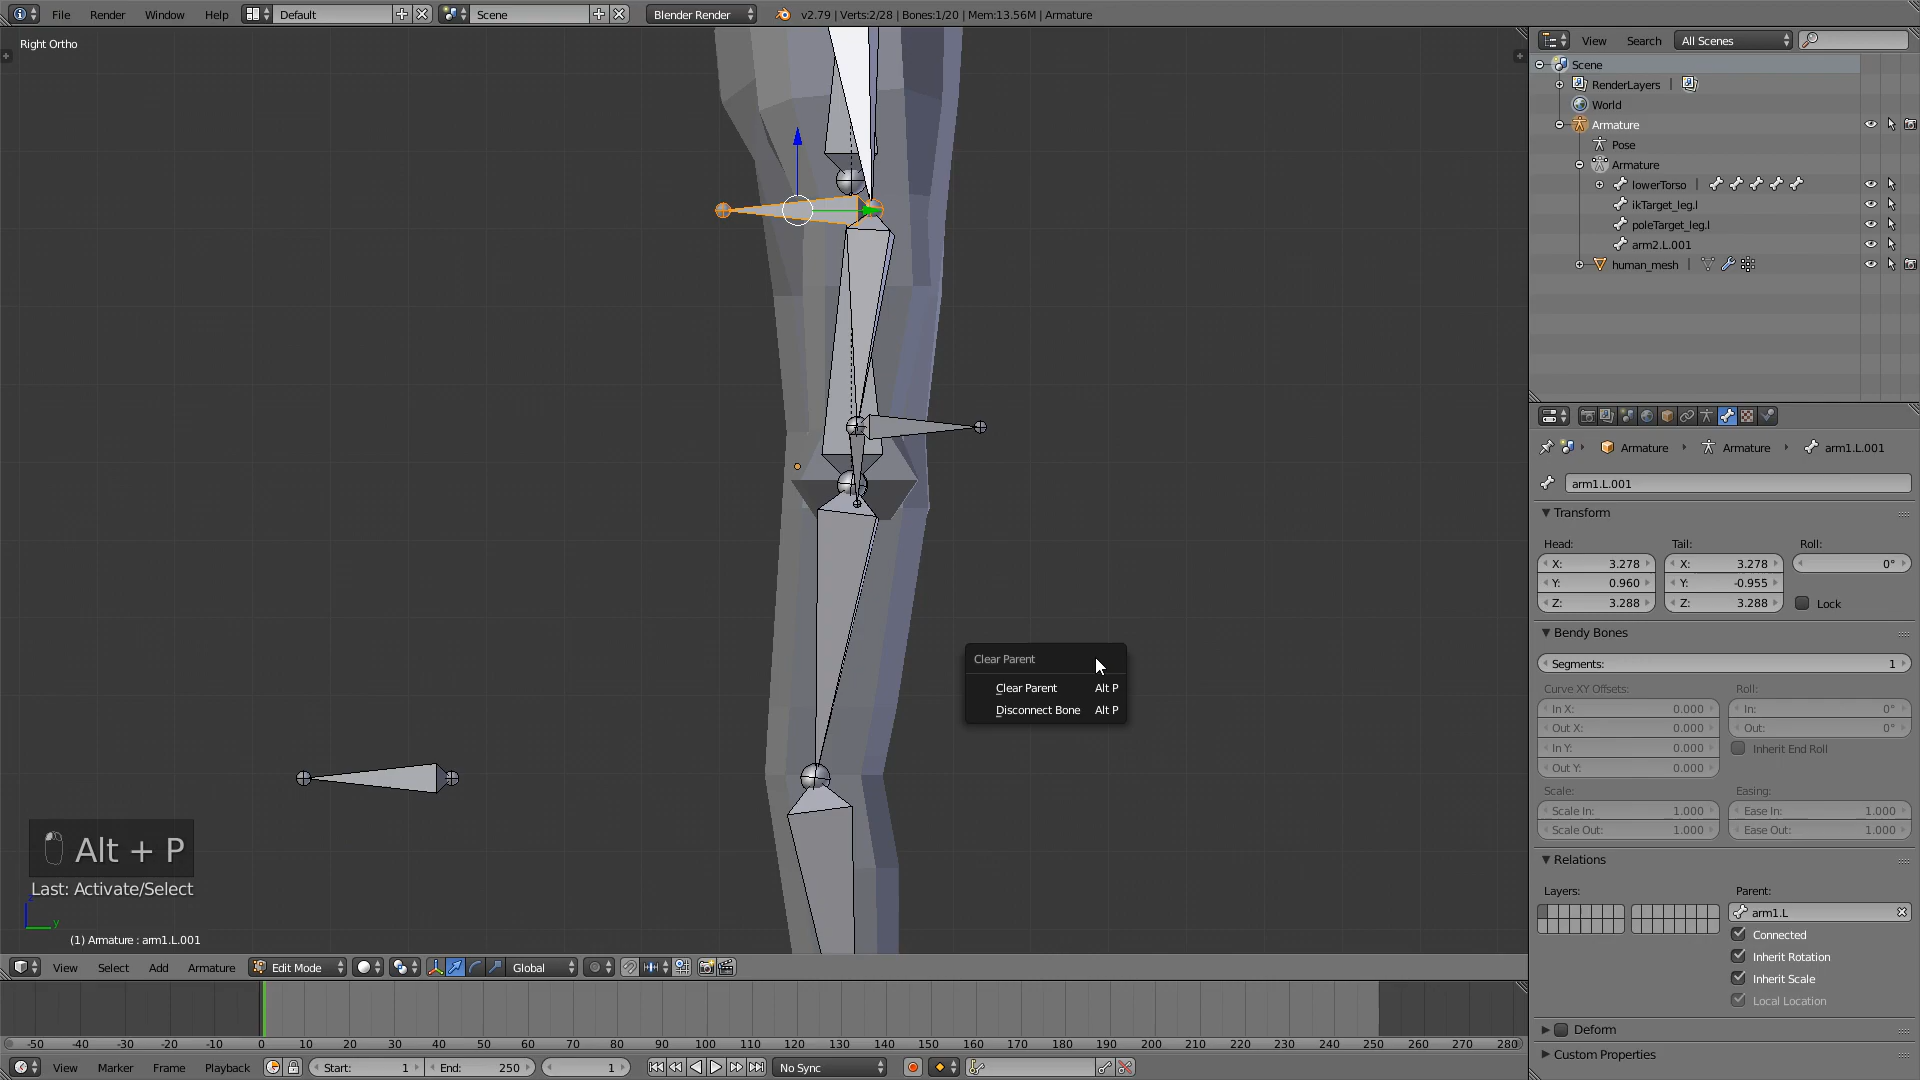 File Render Window Help Default Scene Blender Render v2.79 | Verts:2/28 | Bones:1/20 | Mem:13.56M | Armature
Right Ortho
View Search All Scenes
Scene
RenderLayers
World
Armature
Pose
Armature
lowerTorso
ikTarget_leg.l
poleTarget_leg.l
arm2.L.001
human_mesh
Armature Armature arm1.L.001
arm1.L.001
Transform
Head: Tail: Roll:
X: 3.278 X: 3.278 0°
Y: 0.960 Y: -0.955
Z: 3.288 Z: 3.288 Lock
Bendy Bones
Segments: 1
Curve XY Offsets: Roll:
In X: 0.000 In: 0°
Out X: 0.000 Out: 0°
In Y: 0.000 Inherit End Roll
Out Y: 0.000
Scale: Easing:
Scale In: 1.000 Ease In: 1.000
Scale Out: 1.000 Ease Out: 1.000
Relations
Layers: Parent:
arm1.L
Connected
Inherit Rotation
Inherit Scale
Local Location
Deform
Custom Properties
Clear Parent
Clear Parent Alt P
Disconnect Bone Alt P
Alt + P
Last: Activate/Select
y
(1) Armature : arm1.L.001
View Select Add Armature Edit Mode Global
-50 -40 -30 -20 -10 0 10 20 30 40 50 60 70 80 90 100 110 120 130 140 150 160 170 180 190 200 210 220 230 240 250 260 270 280
View Marker Frame Playback Start: 1 End: 250 1 No Sync